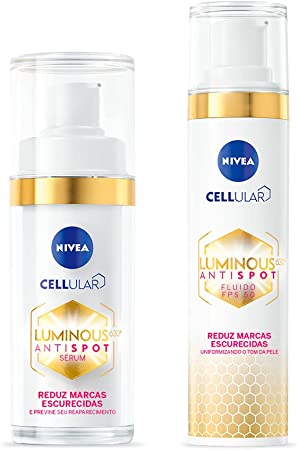 NIVEA
CELLULAR
LUMINOUS630®
ANTISPOT
SÉRUM
REDUZ MARCAS
ESCURECIDAS
E PREVINE SEU REAPARECIMENTO
NIVEA
CELLULAR
LUMINOUS630®
ANTISPOT
FLUIDO
FPS 50
REDUZ MARCAS
ESCURECIDAS
UNIFORMIZANDO O TOM DA PELE